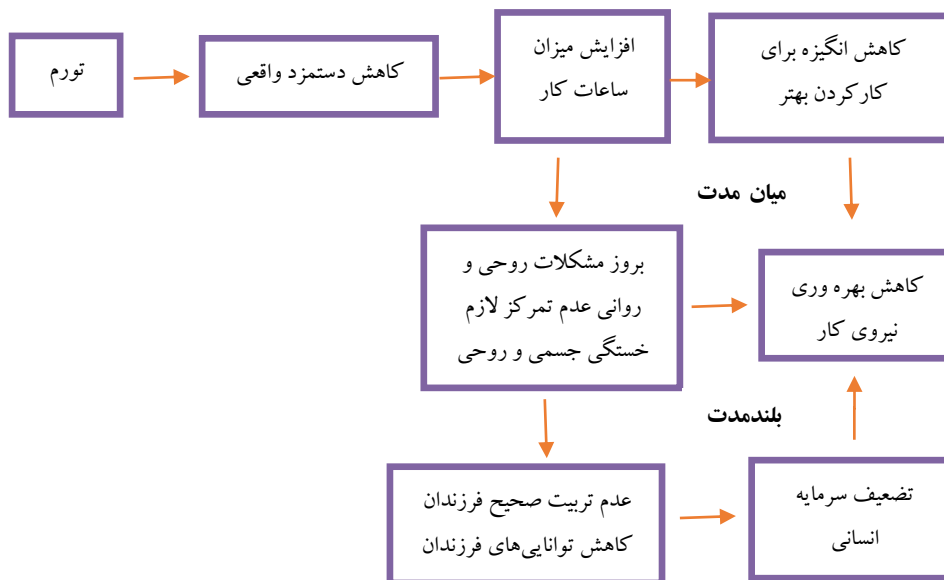 تورم
کاهش دستمزد واقعی
افزایش میزان
ساعات کار
کاهش انگیزه برای
کارکردن بهتر
میان مدت
بروز مشکلات روحی و
روانی عدم تمرکز لازم
خستگی جسمی و روحی
کاهش بهره وری
نیروی کار
بلندمدت
عدم تربیت صحیح فرزندان
کاهش توانایی‌های فرزندان
تضعیف سرمایه
انسانی